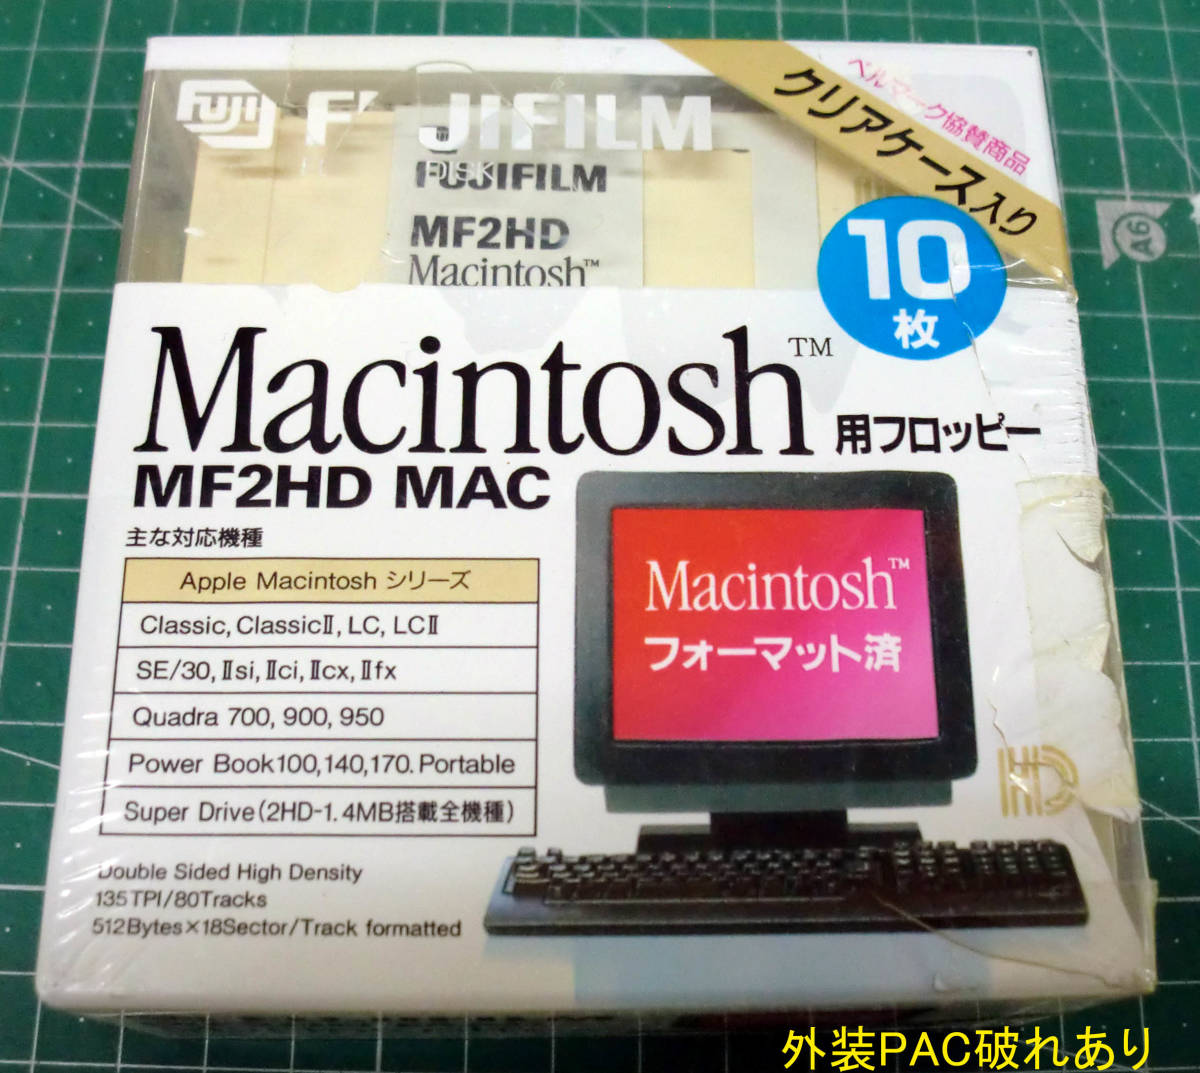 FUJI
F JIFILM
DISK
FUJIFILM
MF2HD
Macintosh™
ベルマーク協賛商品
クリアケース入り
10
枚
Macintosh™
用フロッピー
MF2HD MAC
主な対応機種
Apple Macintosh シリーズ
Classic, ClassicⅡ, LC, LCⅡ
SE/30, Ⅱsi, Ⅱci, Ⅱcx, Ⅱfx
Quadra 700, 900, 950
Power Book100,140,170. Portable
Super Drive(2HD-1.4MB搭載全機種)
Double Sided High Density
135TPI/80Tracks
512Bytes×18Sector/Track formatted
Macintosh™
フォーマット済
HD
A6
外装PAC破れあり